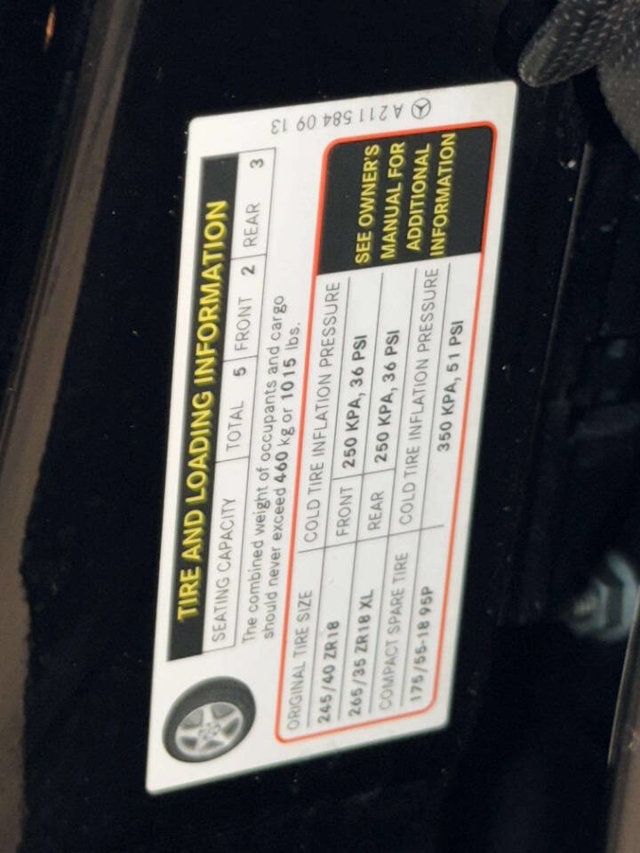 TIRE AND LOADING INFORMATION
SEATING CAPACITY TOTAL 5 FRONT 2 REAR 3
The combined weight of occupants and cargo
should never exceed 460 kg or 1015 lbs.
ORIGINAL TIRE SIZE COLD TIRE INFLATION PRESSURE
245/40 ZR18 FRONT 250 KPA, 36 PSI
265/35 ZR18 XL REAR 250 KPA, 36 PSI
COMPACT SPARE TIRE COLD TIRE INFLATION PRESSURE
175/55-18 95P 350 KPA, 51 PSI
SEE OWNER'S
MANUAL FOR
ADDITIONAL
INFORMATION
A 211 584 09 13